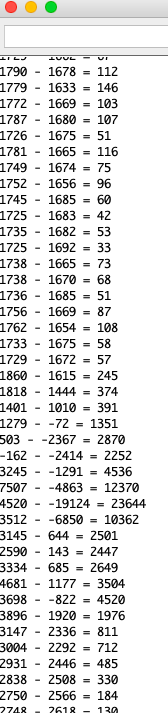 1790 - 1678 = 112
1779 - 1633 = 146
1772 - 1669 = 103
1787 - 1680 = 107
1726 - 1675 = 51
1781 - 1665 = 116
1749 - 1674 = 75
1752 - 1656 = 96
1745 - 1685 = 60
1725 - 1683 = 42
1735 - 1682 = 53
1725 - 1692 = 33
1738 - 1665 = 73
1738 - 1670 = 68
1736 - 1685 = 51
1756 - 1669 = 87
1762 - 1654 = 108
1733 - 1675 = 58
1729 - 1672 = 57
1860 - 1615 = 245
1818 - 1444 = 374
1401 - 1010 = 391
1279 - -72 = 1351
503 - -2367 = 2870
-162 - -2414 = 2252
3245 - -1291 = 4536
7507 - -4863 = 12370
4520 - -19124 = 23644
3512 - -6850 = 10362
3145 - 644 = 2501
2590 - 143 = 2447
3334 - 685 = 2649
4681 - 1177 = 3504
3698 - -822 = 4520
3896 - 1920 = 1976
3147 - 2336 = 811
3004 - 2292 = 712
2931 - 2446 = 485
2838 - 2508 = 330
2750 - 2566 = 184
2748 - 2618 = 130